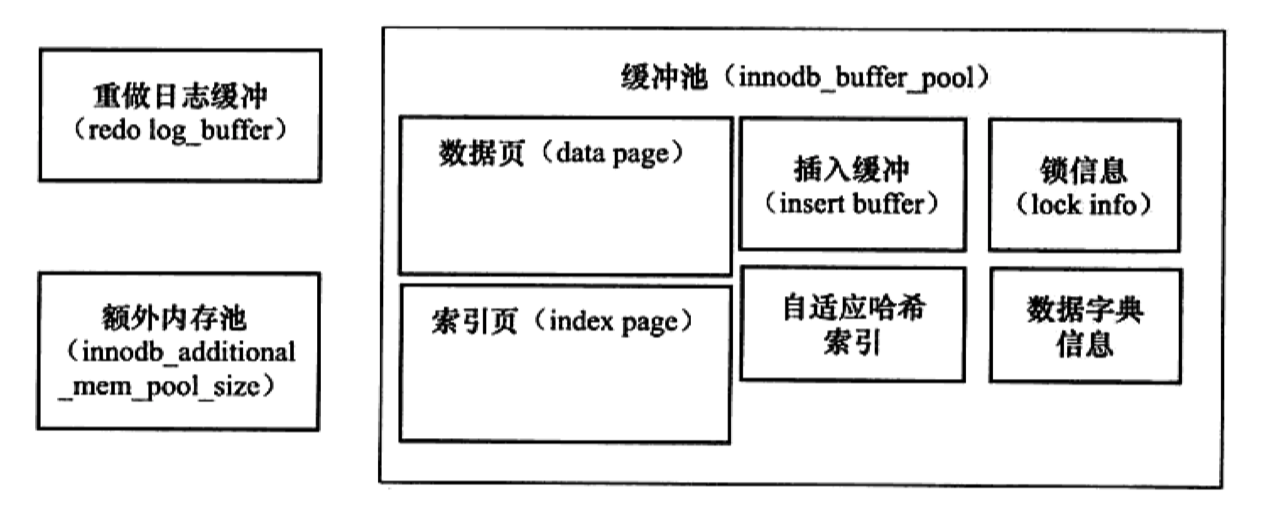 重做日志缓冲
（redo log_buffer）
额外内存池
（innodb_additional
_mem_pool_size）
缓冲池（innodb_buffer_pool）
数据页（data page）
索引页（index page）
插入缓冲
（insert buffer）
自适应哈希
索引
锁信息
（lock info）
数据字典
信息